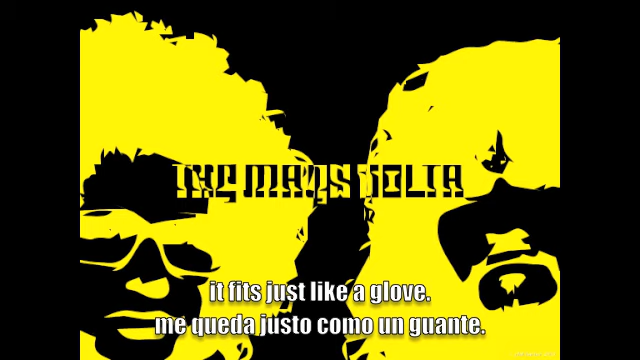 THE MARS VOLTA
it fits just like a glove.
me queda justo como un guante.